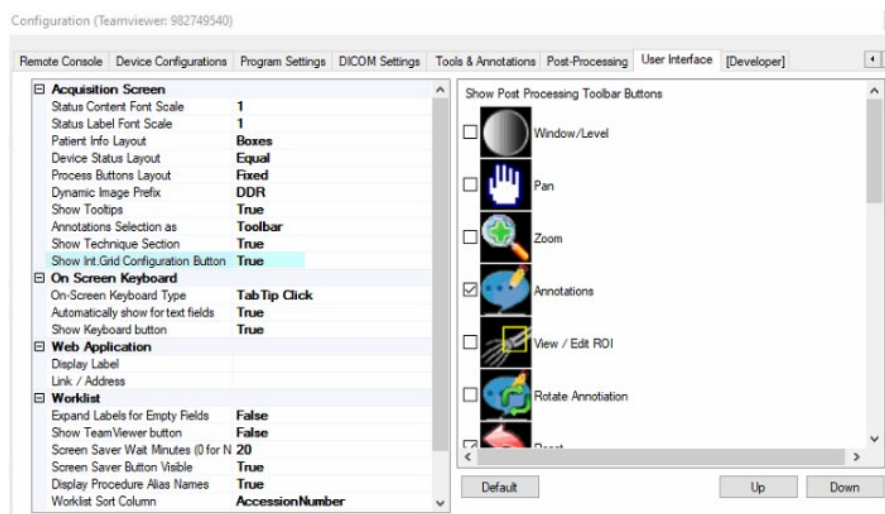 Configuration (Teamviewer: 982749540)
Remote Console Device Configurations Program Settings DICOM Settings Tools & Annotations Post-Processing User Interface [Developer]
Acquisition Screen
Status Content Font Scale 1
Status Label Font Scale 1
Patient Info Layout Boxes
Device Status Layout Equal
Process Buttons Layout Fixed
Dynamic Image Prefix DDR
Show Tooltips True
Annotations Selection as Toolbar
Show Technique Section True
Show Int.Grid Configuration Button True
On Screen Keyboard
On-Screen Keyboard Type TabTip Click
Automatically show for text fields True
Show Keyboard button True
Web Application
Display Label
Link / Address
Worklist
Expand Labels for Empty Fields False
Show TeamViewer button False
Screen Saver Wait Minutes (0 for N 20
Screen Saver Button Visible True
Display Procedure Alias Names True
Worklist Sort Column AccessionNumber
Show Post Processing Toolbar Buttons
Window/Level
Pan
Zoom
Annotations
View / Edit ROI
Rotate Annotiation
Reset
Default Up Down